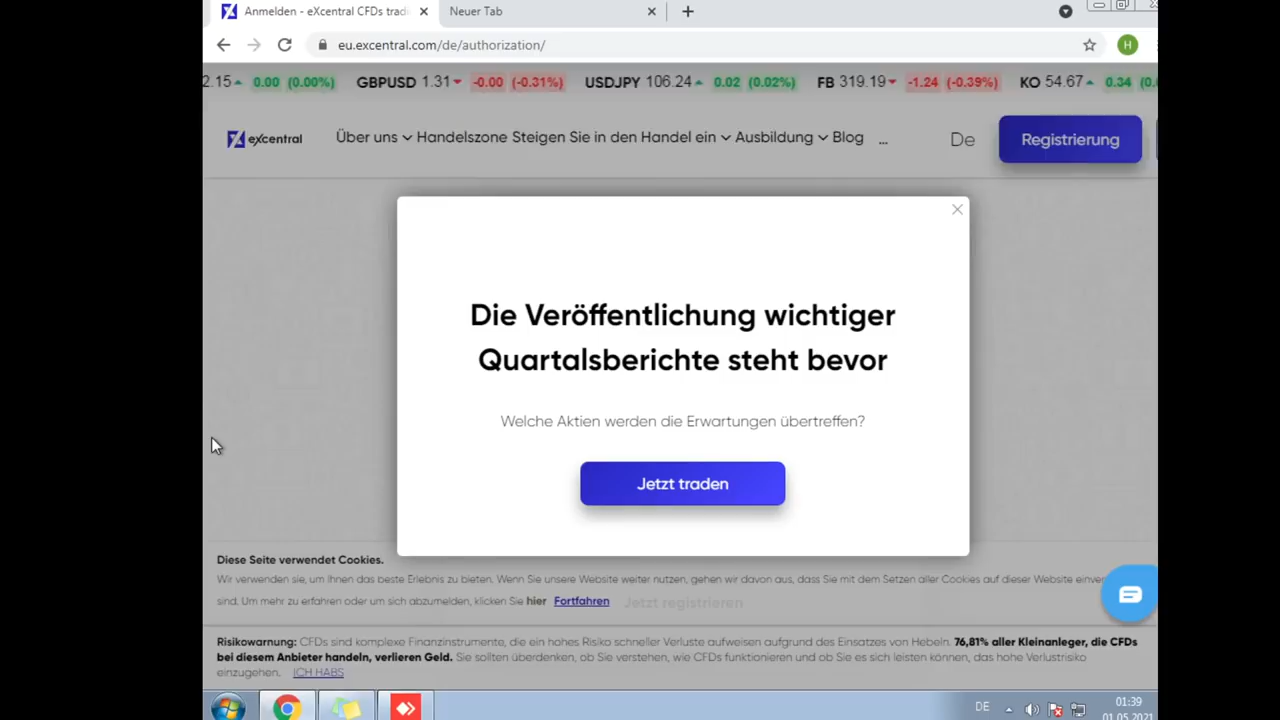 Anmelden - eXcentral CFDs tradi
Neuer Tab
eu.excentral.com/de/authorization/
H
2.15 0.00 (0.00%) GBPUSD 1.31 -0.00 (-0.31%) USDJPY 106.24 0.02 (0.02%) FB 319.19 -1.24 (-0.39%) KO 54.67 0.34 (0.
excentral
Über uns Handelszone Steigen Sie in den Handel ein Ausbildung Blog ...
De
Registrierung
Die Veröffentlichung wichtiger
Quartalsberichte steht bevor
Welche Aktien werden die Erwartungen übertreffen?
Jetzt traden
Diese Seite verwendet Cookies.
Wir verwenden sie, um Ihnen das beste Erlebnis zu bieten. Wenn Sie unsere Website weiter nutzen, gehen wir davon aus, dass Sie mit dem Setzen aller Cookies auf dieser Website einver
sind. Um mehr zu erfahren oder um sich abzumelden, klicken Sie hier Fortfahren
Jetzt registrieren
Risikowarnung: CFDs sind komplexe Finanzinstrumente, die ein hohes Risiko schneller Verluste aufweisen aufgrund des Einsatzes von Hebeln. 76,81% aller Kleinanleger, die CFDs
bei diesem Anbieter handeln, verlieren Geld. Sie sollten überdenken, ob Sie verstehen, wie CFDs funktionieren und ob Sie es sich leisten können, das hohe Verlustrisiko
einzugehen. ICH HABS
DE
01:39
01.05.2021